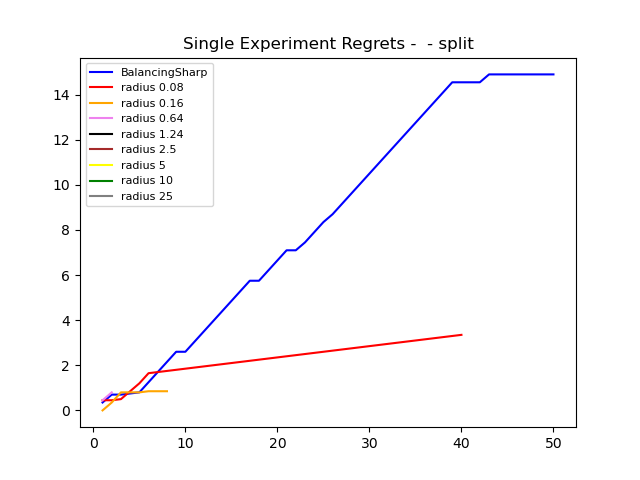 Single Experiment Regrets -  - split
BalancingSharp
radius 0.08
radius 0.16
radius 0.64
radius 1.24
radius 2.5
radius 5
radius 10
radius 25
14
12
10
8
6
4
2
0
0 10 20 30 40 50